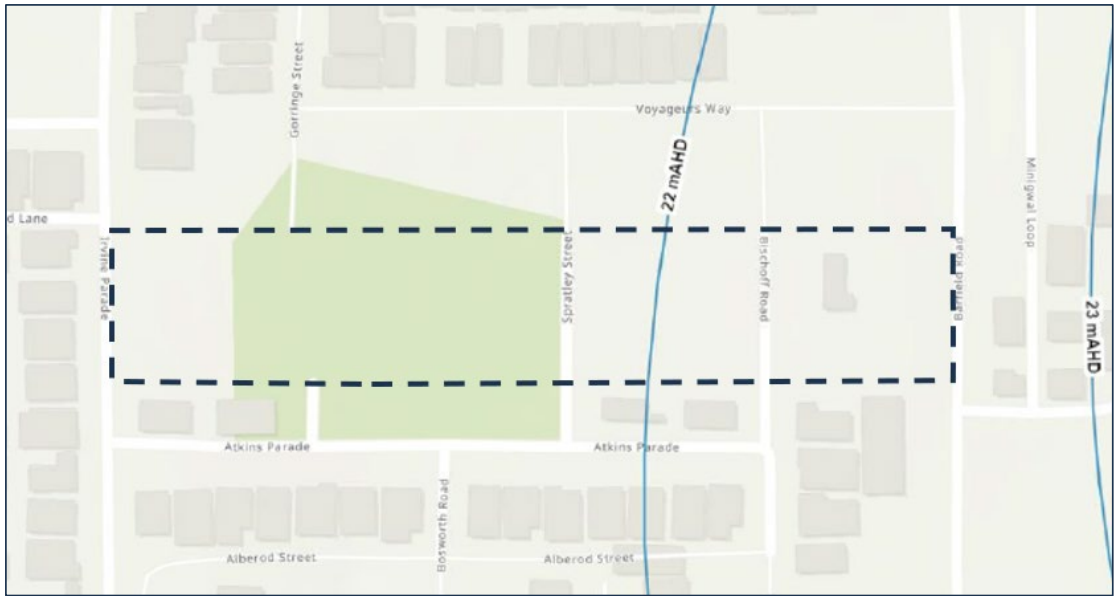 Gorringe Street
Voyageurs Way
22 mAHD
Minigwal Loop
d Lane
Irvine Parade
Spratley Street
Bischoff Road
Barfield Road
23 mAHD
Atkins Parade
Atkins Parade
Bosworth Road
Alberod Street
Alberod Street